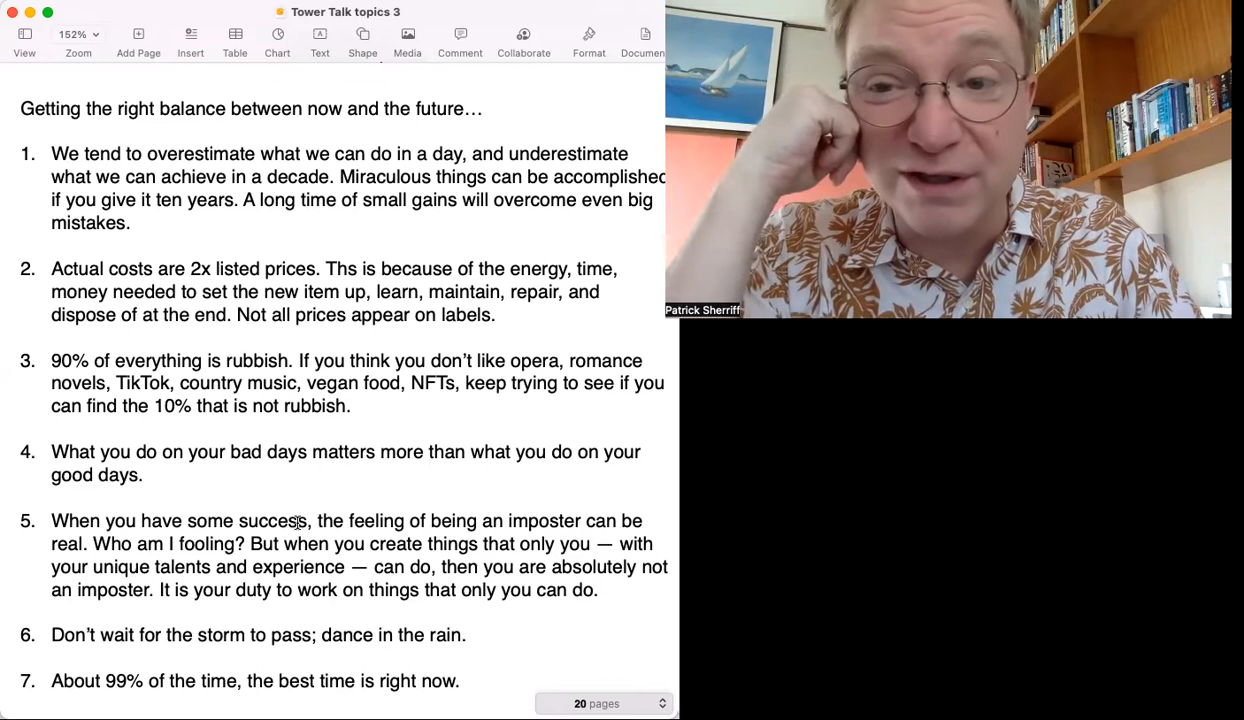 Tower Talk topics 3
152%
View
Zoom
Add Page
Insert
Table
Chart
Text
Shape
Media
Comment
Collaborate
Format
Documen
Getting the right balance between now and the future…
1. We tend to overestimate what we can do in a day, and underestimate
what we can achieve in a decade. Miraculous things can be accomplished
if you give it ten years. A long time of small gains will overcome even big
mistakes.
2. Actual costs are 2x listed prices. Ths is because of the energy, time,
money needed to set the new item up, learn, maintain, repair, and
dispose of at the end. Not all prices appear on labels.
3. 90% of everything is rubbish. If you think you don’t like opera, romance
novels, TikTok, country music, vegan food, NFTs, keep trying to see if you
can find the 10% that is not rubbish.
4. What you do on your bad days matters more than what you do on your
good days.
5. When you have some success, the feeling of being an imposter can be
real. Who am I fooling? But when you create things that only you — with
your unique talents and experience — can do, then you are absolutely not
an imposter. It is your duty to work on things that only you can do.
6. Don’t wait for the storm to pass; dance in the rain.
7. About 99% of the time, the best time is right now.
20 pages
Patrick Sherriff